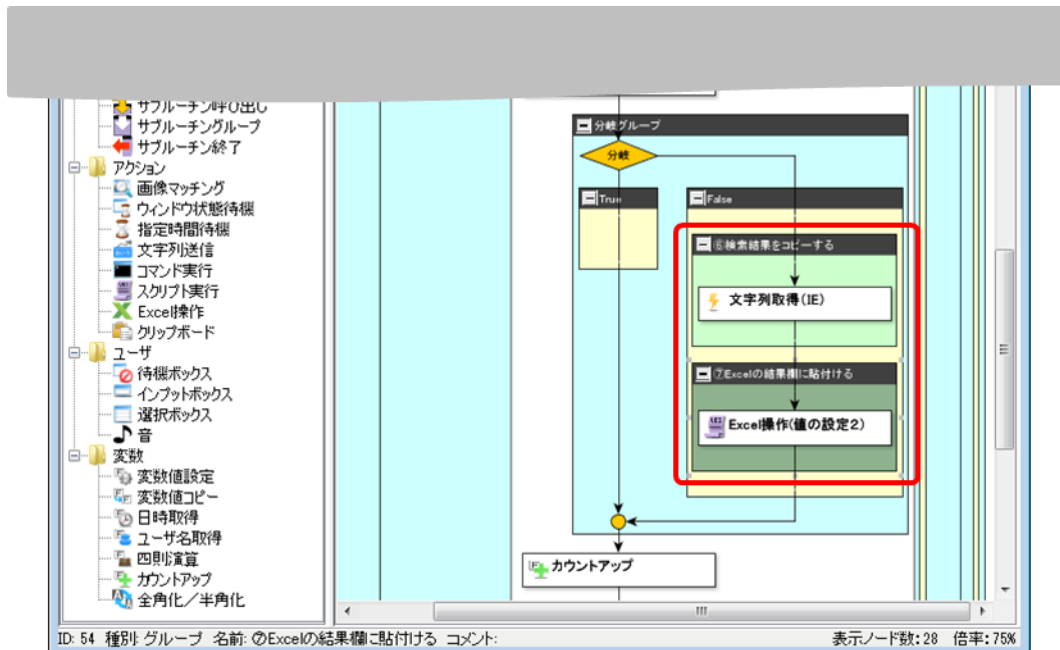 サブルーチン呼び出し
サブルーチングループ
サブルーチン終了
アクション
画像マッチング
ウィンドウ状態待機
指定時間待機
文字列送信
コマンド実行
スクリプト実行
Excel操作
クリップボード
ユーザ
待機ボックス
インプットボックス
選択ボックス
音
変数
変数値設定
変数値コピー
日時取得
ユーザ名取得
四則演算
カウントアップ
全角化／半角化
分岐グループ
分岐
True
False
⑥検索結果をコピーする
文字列取得(IE)
⑦Excelの結果欄に貼付ける
Excel操作(値の設定2)
カウントアップ
ID: 54 種別: グループ 名前: ⑦Excelの結果欄に貼付ける コメント:
表示ノード数: 28 倍率: 75%